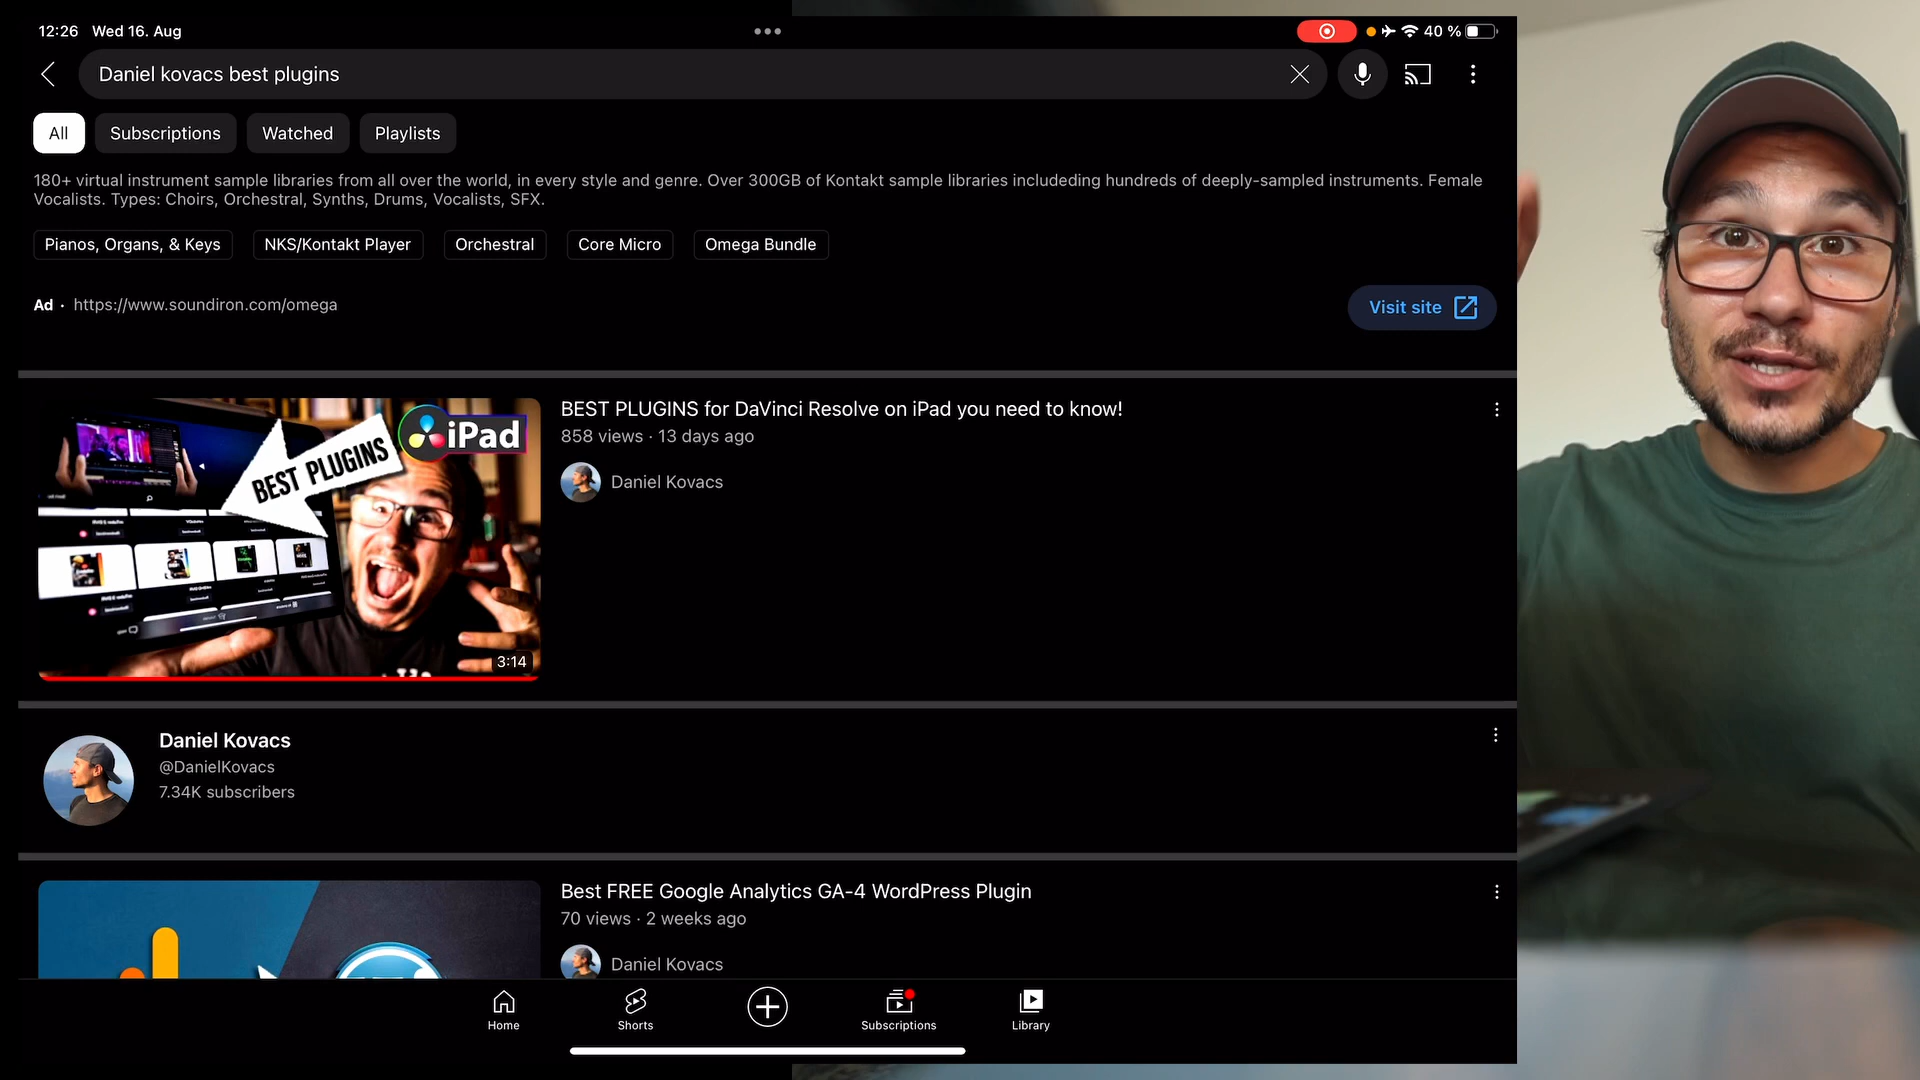 12:26 Wed 16. Aug
40 %
Daniel kovacs best plugins
All
Subscriptions
Watched
Playlists
180+ virtual instrument sample libraries from all over the world, in every style and genre. Over 300GB of Kontakt sample libraries includeding hundreds of deeply-sampled instruments. Female
Vocalists. Types: Choirs, Orchestral, Synths, Drums, Vocalists, SFX.
Pianos, Organs, & Keys
NKS/Kontakt Player
Orchestral
Core Micro
Omega Bundle
Ad · https://www.soundiron.com/omega
Visit site
BEST PLUGINS
iPad
3:14
BEST PLUGINS for DaVinci Resolve on iPad you need to know!
858 views · 13 days ago
Daniel Kovacs
Daniel Kovacs
@DanielKovacs
7.34K subscribers
Best FREE Google Analytics GA-4 WordPress Plugin
70 views · 2 weeks ago
Daniel Kovacs
Home
Shorts
Subscriptions
Library